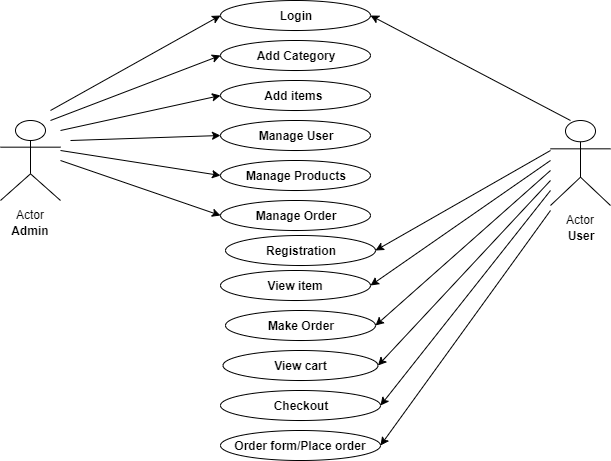 Login
Add Category
Add items
Manage User
Manage Products
Manage Order
Actor
Admin
Actor
User
Registration
View item
Make Order
View cart
Checkout
Order form/Place order